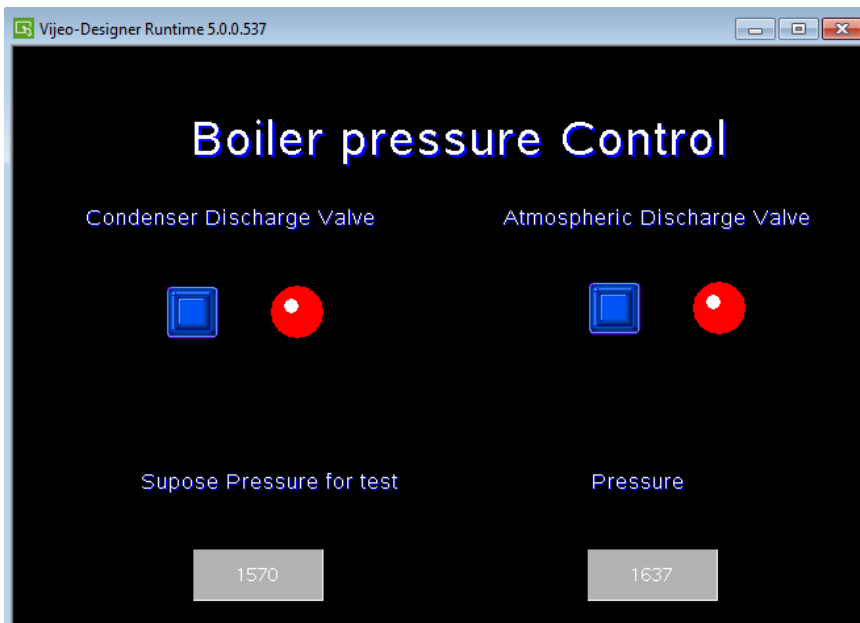 Vijeo-Designer Runtime 5.0.0.537
Boiler pressure Control
Condenser Discharge Valve
Atmospheric Discharge Valve
Supose Pressure for test
Pressure
1570
1637